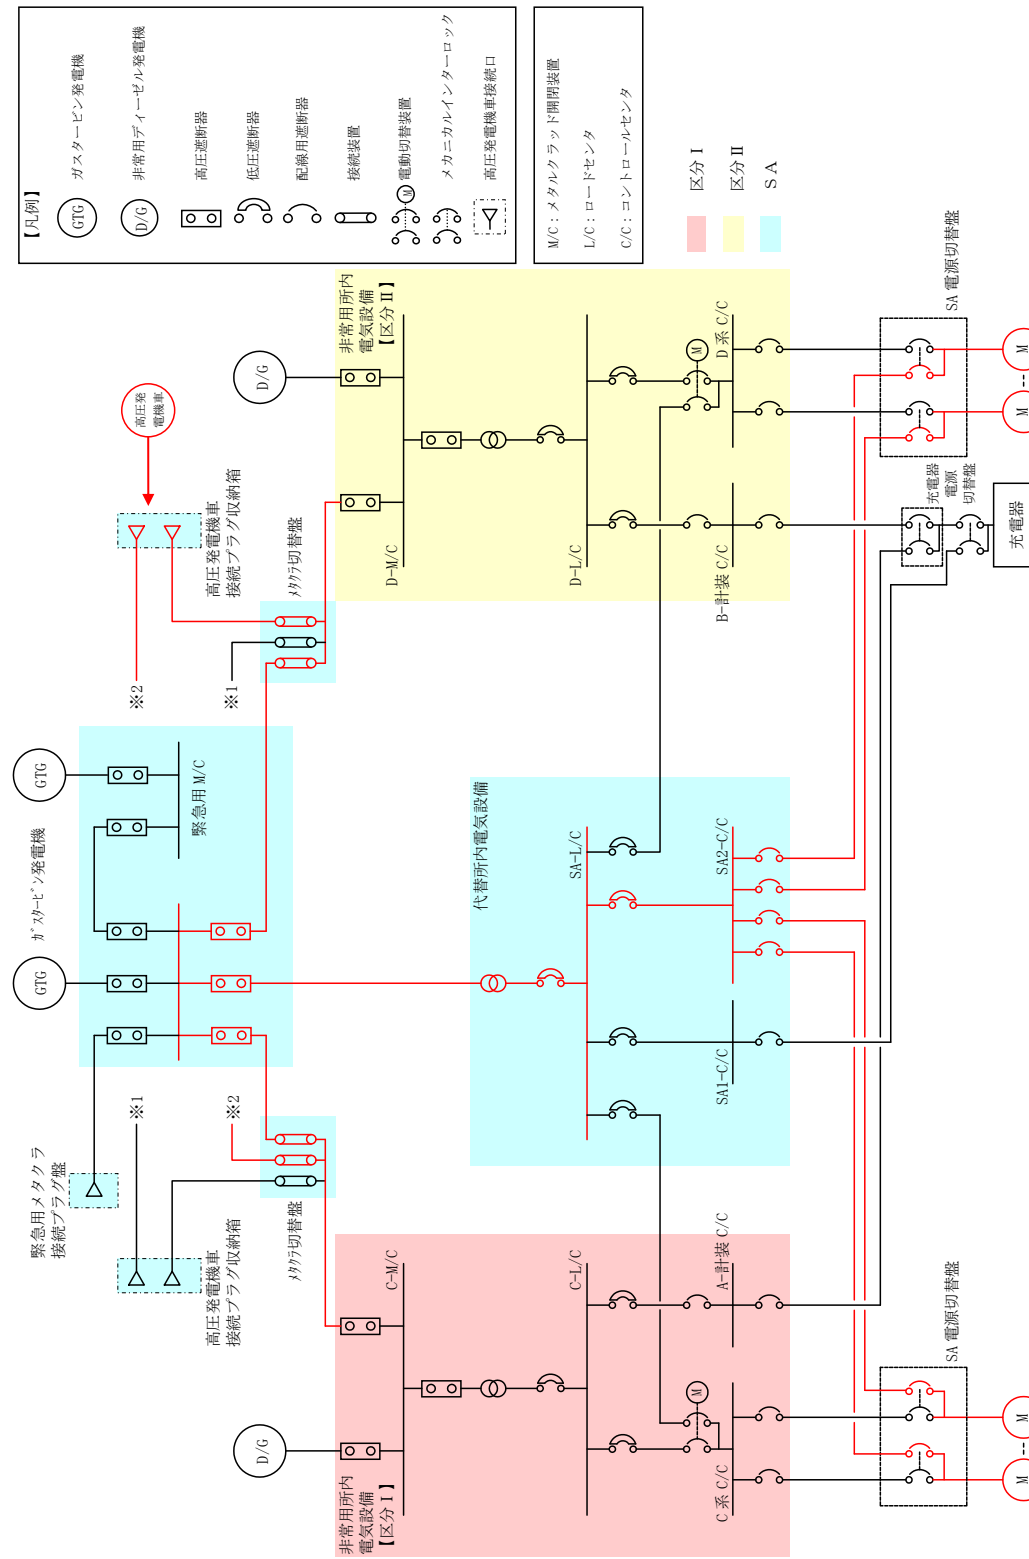 【凡例】
GTG
ガスタービン発電機
D/G
非常用ディーゼル発電機
高圧遮断器
低圧遮断器
配線用遮断器
接続装置
M
電動切替装置
メカニカルインターロック
高圧発電機車接続口
M/C：メタルクラッド開閉装置
L/C：ロードセンタ
C/C：コントロールセンタ
区分Ⅰ
区分Ⅱ
SA
緊急用メタクラ
接続プラグ盤
GTG
ｶﾞｽﾀｰﾋﾞﾝ発電機
GTG
緊急用 M/C
高圧発
電機車
※1
※2
高圧発電機車
接続プラグ収納箱
ﾒﾀｸﾗ切替盤
※2
※1
高圧発電機車
接続プラグ収納箱
ﾒﾀｸﾗ切替盤
D/G
D/G
非常用所内
電気設備
【区分Ⅰ】
C-M/C
C-L/C
M
C 系 C/C
A-計装 C/C
代替所内電気設備
SA-L/C
SA1-C/C
SA2-C/C
非常用所内
電気設備
【区分Ⅱ】
D-M/C
D-L/C
M
B-計装 C/C
D 系 C/C
SA 電源切替盤
M
M
充電器
電源
切替盤
充電器
SA 電源切替盤
M
M